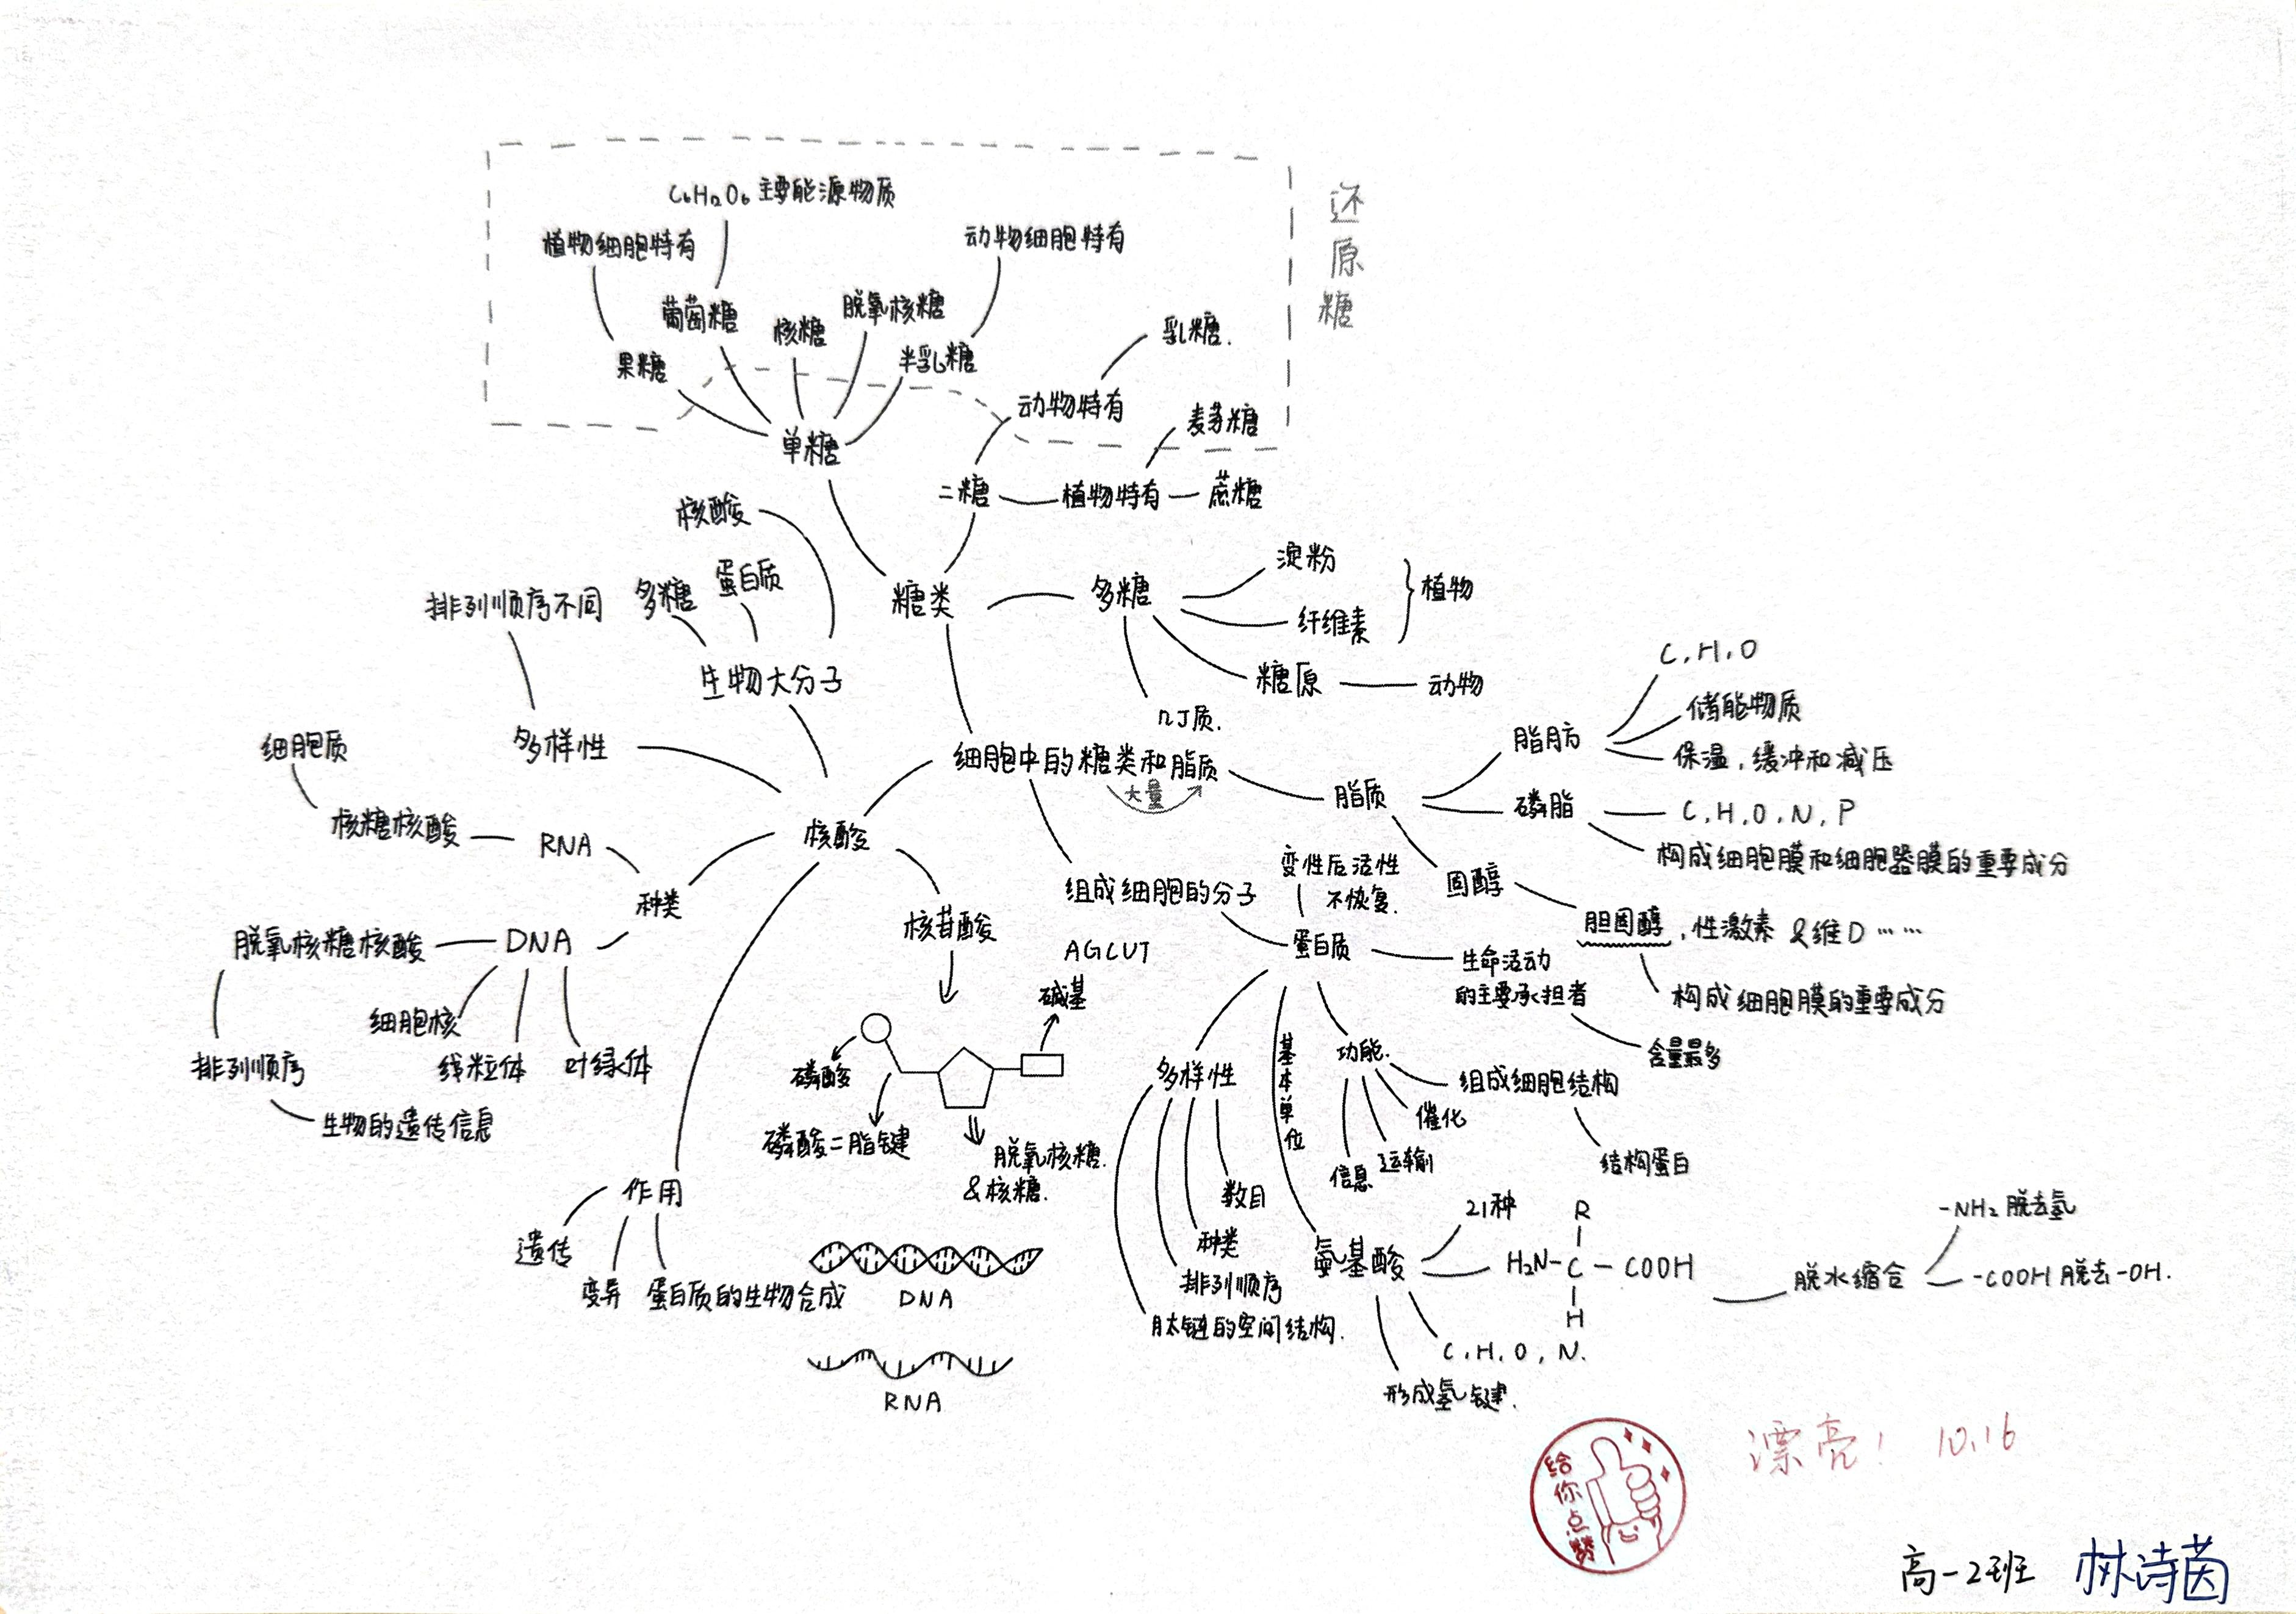 C₆H₁₂O₆ 主要能源物质
植物细胞特有
动物细胞特有
还原糖
葡萄糖
核糖
脱氧核糖
果糖
半乳糖
乳糖.
动物特有
麦芽糖
单糖
二糖
植物特有
蔗糖
核酸
蛋白质
多糖
排列顺序不同
生物大分子
糖类
多糖
淀粉
纤维素
植物
糖原
动物
几丁质.
细胞质
多样性
细胞中的糖类和脂质
大量
核糖核酸
RNA
核酸
种类
脱氧核糖核酸
DNA
细胞核
线粒体
叶绿体
排列顺序
生物的遗传信息
作用
遗传
变异
蛋白质的生物合成
核苷酸
AGCUT
碱基
磷酸
磷酸二脂键
脱氧核糖.
&核糖.
DNA
RNA
脂质
脂肪
C.H.O
储能物质
保温,缓冲和减压
磷脂
C.H.O.N.P
构成细胞膜和细胞器膜的重要成分
固醇
胆固醇,性激素 &维D……
构成细胞膜的重要成分
组成细胞的分子
变性后活性
不恢复.
蛋白质
生命活动
的主要承担者
含量最多
多样性
数目
种类
排列顺序
肽链的空间结构.
基本单位
功能.
组成细胞结构
结构蛋白
催化
运输
信息
氨基酸
21种
R
H₂N-C-COOH
H
C.H.O,N.
形成氢键.
脱水缩合
-NH₂脱去氢
-COOH脱去-OH.
给你点赞
漂亮! 10.16
高一2班 林诗茵